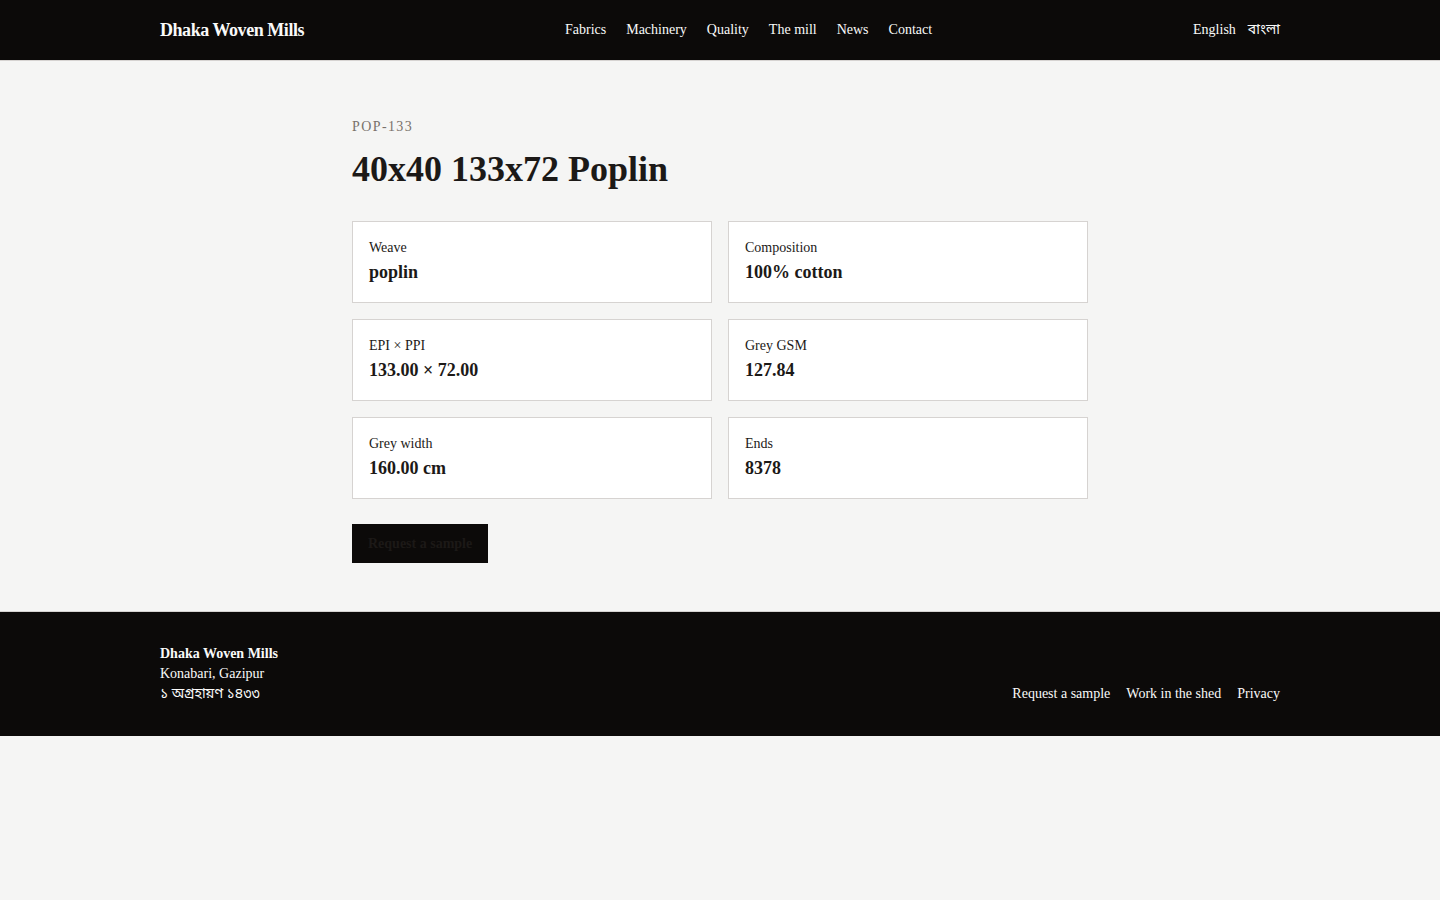 Dhaka Woven Mills
Fabrics Machinery Quality The mill News Contact
English বাংলা
POP-133
40x40 133x72 Poplin
Weave
poplin
Composition
100% cotton
EPI × PPI
133.00 × 72.00
Grey GSM
127.84
Grey width
160.00 cm
Ends
8378
Request a sample
Dhaka Woven Mills
Konabari, Gazipur
১ অগ্রহায়ণ ১৪৩৩
Request a sample Work in the shed Privacy